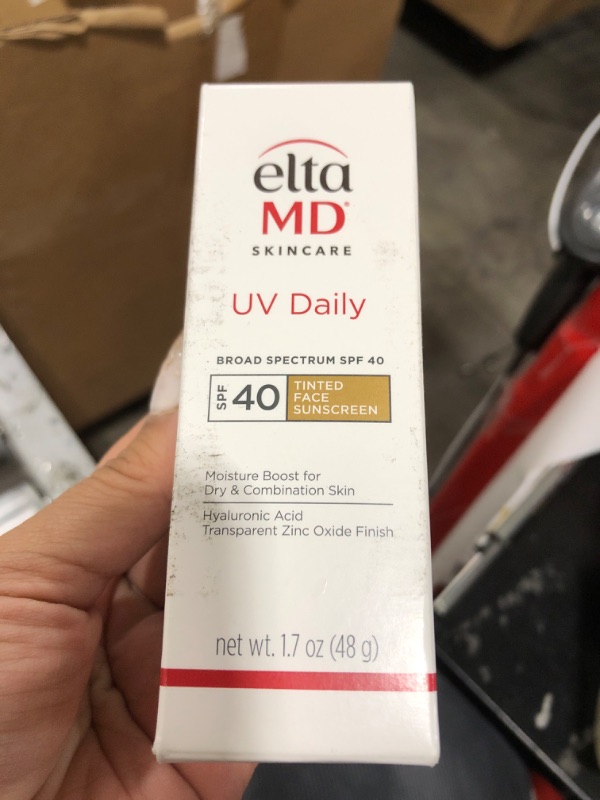 elta
MD®
SKINCARE
UV Daily
BROAD SPECTRUM SPF 40
SPF 40 TINTED
FACE
SUNSCREEN
Moisture Boost for
Dry & Combination Skin
Hyaluronic Acid
Transparent Zinc Oxide Finish
net wt. 1.7 oz (48 g)